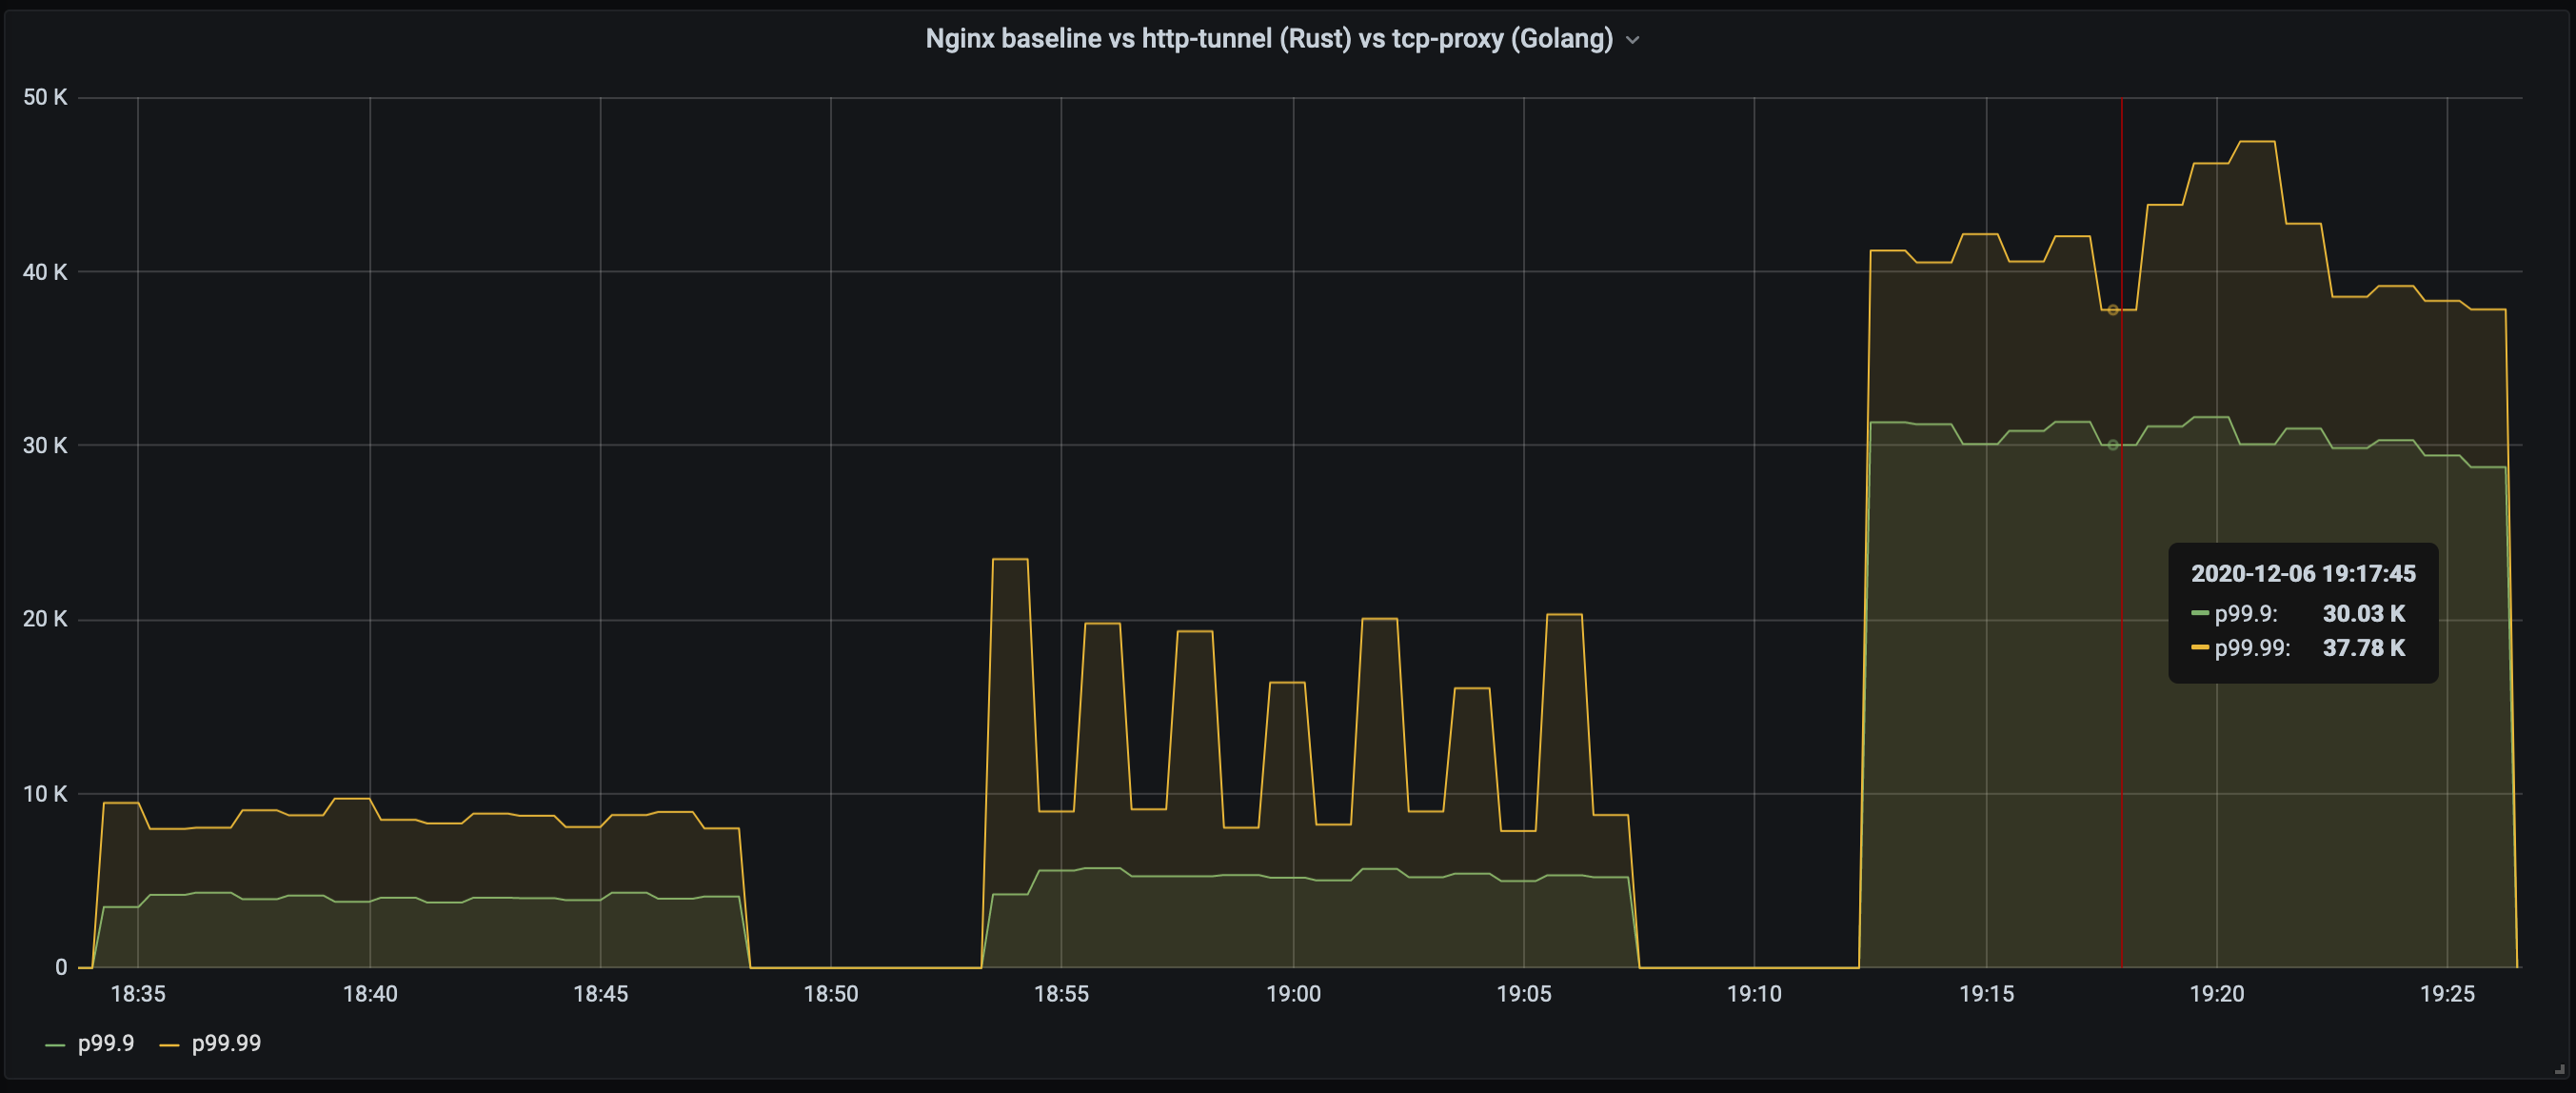 Nginx baseline vs http-tunnel (Rust) vs tcp-proxy (Golang)
50 K
40 K
30 K
20 K
10 K
0
2020-12-06 19:17:45
p99.9: 30.03 K
p99.99: 37.78 K
18:35 18:40 18:45 18:50 18:55 19:00 19:05 19:10 19:15 19:20 19:25
p99.9 p99.99